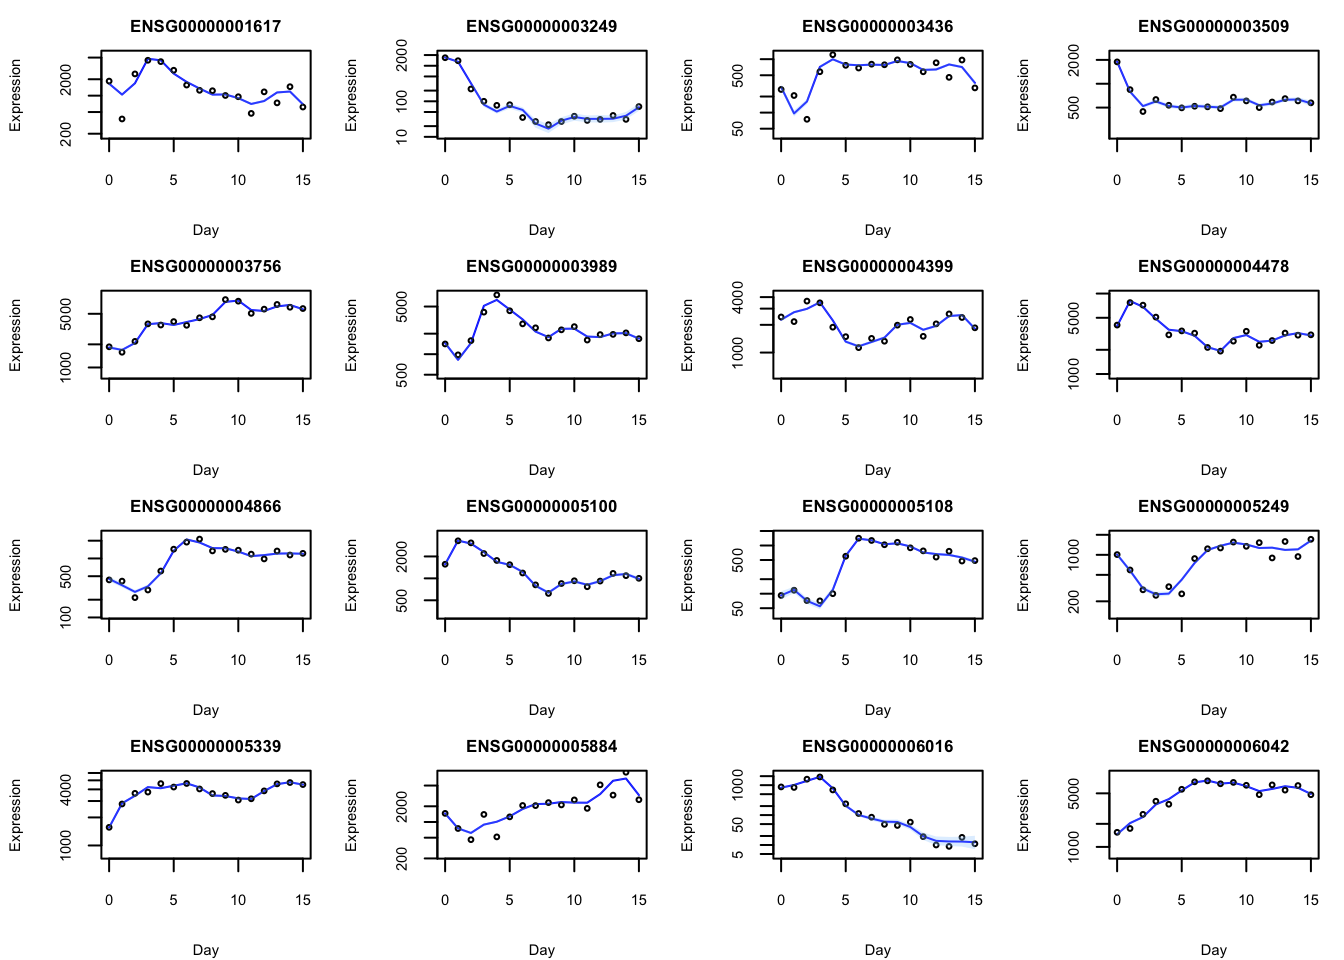 ENSG00000001617 ENSG00000003249 ENSG00000003436 ENSG00000003509
Expression 200 2000 Expression 10 100 2000 Expression 50 500 Expression 500 2000
0 5 10 15 0 5 10 15 0 5 10 15 0 5 10 15
Day Day Day Day
ENSG00000003756 ENSG00000003989 ENSG00000004399 ENSG00000004478
Expression 1000 5000 Expression 500 5000 Expression 1000 4000 Expression 1000 5000
0 5 10 15 0 5 10 15 0 5 10 15 0 5 10 15
Day Day Day Day
ENSG00000004866 ENSG00000005100 ENSG00000005108 ENSG00000005249
Expression 100 500 Expression 500 2000 Expression 50 500 Expression 200 1000
0 5 10 15 0 5 10 15 0 5 10 15 0 5 10 15
Day Day Day Day
ENSG00000005339 ENSG00000005884 ENSG00000006016 ENSG00000006042
Expression 1000 4000 Expression 200 2000 Expression 5 50 1000 Expression 1000 5000
0 5 10 15 0 5 10 15 0 5 10 15 0 5 10 15
Day Day Day Day